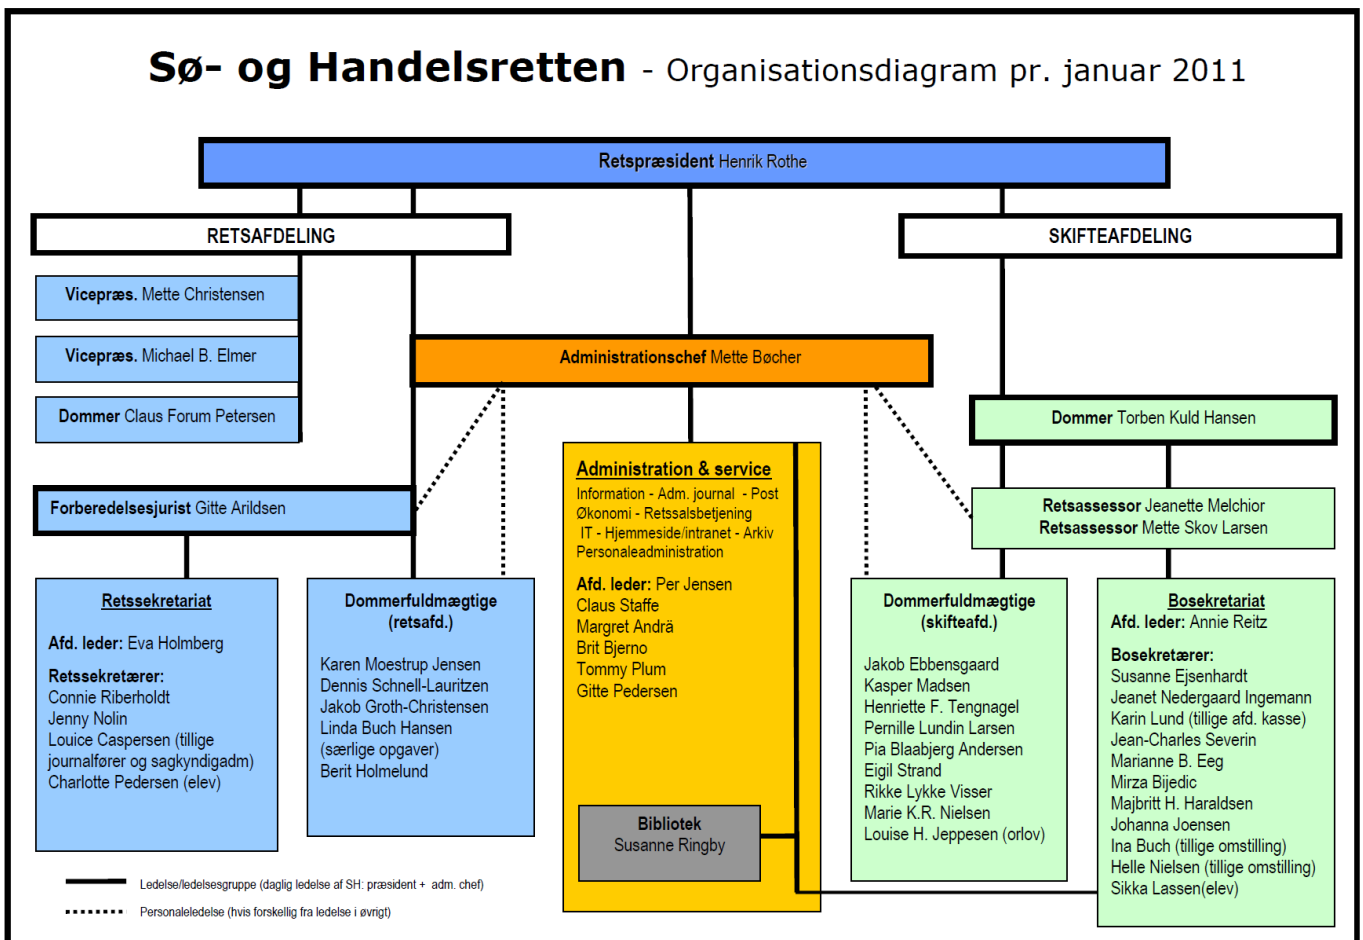 Sø- og Handelsretten - Organisationsdiagram pr. januar 2011
Retspræsident Henrik Rothe
RETSAFDELING
SKIFTEAFDELING
Vicepræs. Mette Christensen
Vicepræs. Michael B. Elmer
Dommer Claus Forum Petersen
Administrationschef Mette Bøcher
Dommer Torben Kuld Hansen
Forberedelsesjurist Gitte Arildsen
Retsassessor Jeanette Melchior
Retsassessor Mette Skov Larsen
Retssekretariat
Afd. leder: Eva Holmberg
Retssekretærer:
Connie Riberholdt
Jenny Nolin
Louice Caspersen (tillige
journalfører og sagkyndigadm)
Charlotte Pedersen (elev)
Dommerfuldmægtige
(retsafd.)
Karen Moestrup Jensen
Dennis Schnell-Lauritzen
Jakob Groth-Christensen
Linda Buch Hansen
(særlige opgaver)
Berit Holmelund
Administration & service
Information - Adm. journal - Post
Økonomi - Retssalsbetjening
IT - Hjemmeside/intranet - Arkiv
Personaleadministration
Afd. leder: Per Jensen
Claus Staffe
Margret Andrä
Brit Bjerno
Tommy Plum
Gitte Pedersen
Bibliotek
Susanne Ringby
Dommerfuldmægtige
(skifteafd.)
Jakob Ebbensgaard
Kasper Madsen
Henriette F. Tengnagel
Pernille Lundin Larsen
Pia Blaabjerg Andersen
Eigil Strand
Rikke Lykke Visser
Marie K.R. Nielsen
Louise H. Jeppesen (orlov)
Bosekretariat
Afd. leder: Annie Reitz
Bosekretærer:
Susanne Ejsenhardt
Jeanet Nedergaard Ingemann
Karin Lund (tillige afd. kasse)
Jean-Charles Severin
Marianne B. Eeg
Mirza Bijedic
Majbritt H. Haraldsen
Johanna Joensen
Ina Buch (tillige omstilling)
Helle Nielsen (tillige omstilling)
Sikka Lassen(elev)
Ledelse/ledelsesgruppe (daglig ledelse af SH: præsident + adm. chef)
Personaleledelse (hvis forskellig fra ledelse i øvrigt)